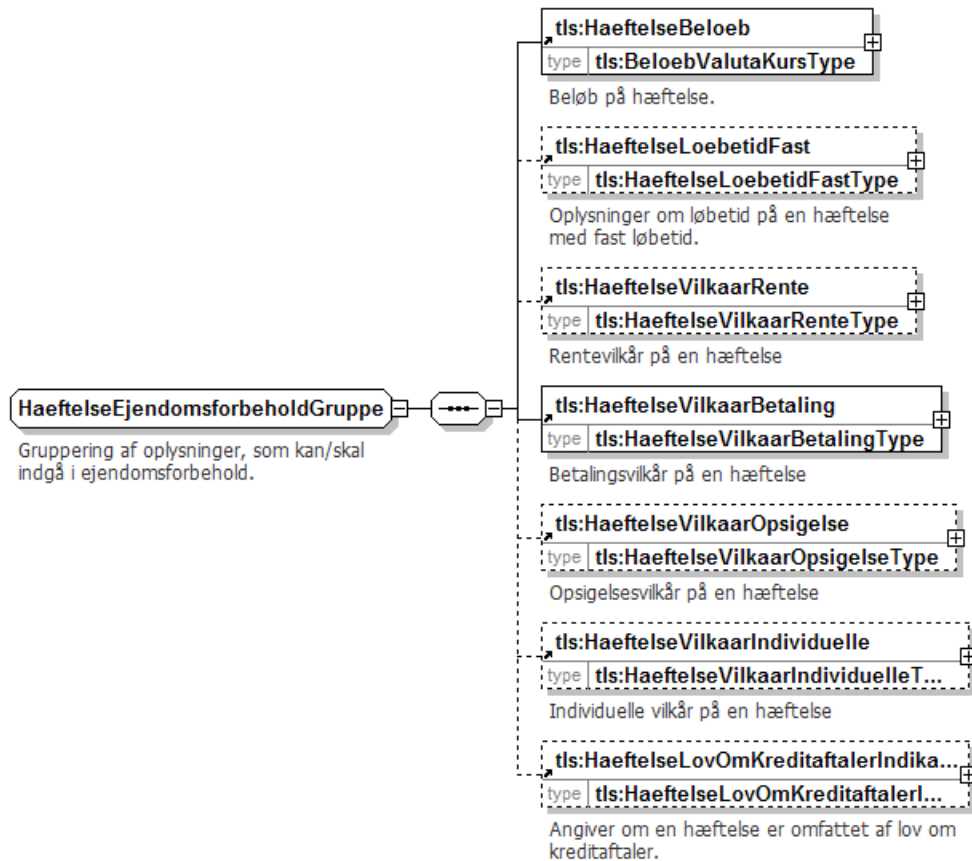 tls:HaeftelseBeloeb
type tls:BeloebValutaKursType
Beløb på hæftelse.
tls:HaeftelseLoebetidFast
type tls:HaeftelseLoebetidFastType
Oplysninger om løbetid på en hæftelse
med fast løbetid.
tls:HaeftelseVilkaarRente
type tls:HaeftelseVilkaarRenteType
Rentevilkår på en hæftelse
HaeftelseEjendomsforbeholdGruppe
Gruppering af oplysninger, som kan/skal
indgå i ejendomsforbehold.
tls:HaeftelseVilkaarBetaling
type tls:HaeftelseVilkaarBetalingType
Betalingsvilkår på en hæftelse
tls:HaeftelseVilkaarOpsigelse
type tls:HaeftelseVilkaarOpsigelseType
Opsigelsesvilkår på en hæftelse
tls:HaeftelseVilkaarIndividuelle
type tls:HaeftelseVilkaarIndividuelleT...
Individuelle vilkår på en hæftelse
tls:HaeftelseLovOmKreditaftalerIndika...
type tls:HaeftelseLovOmKreditaftalerI...
Angiver om en hæftelse er omfattet af lov om
kreditaftaler.